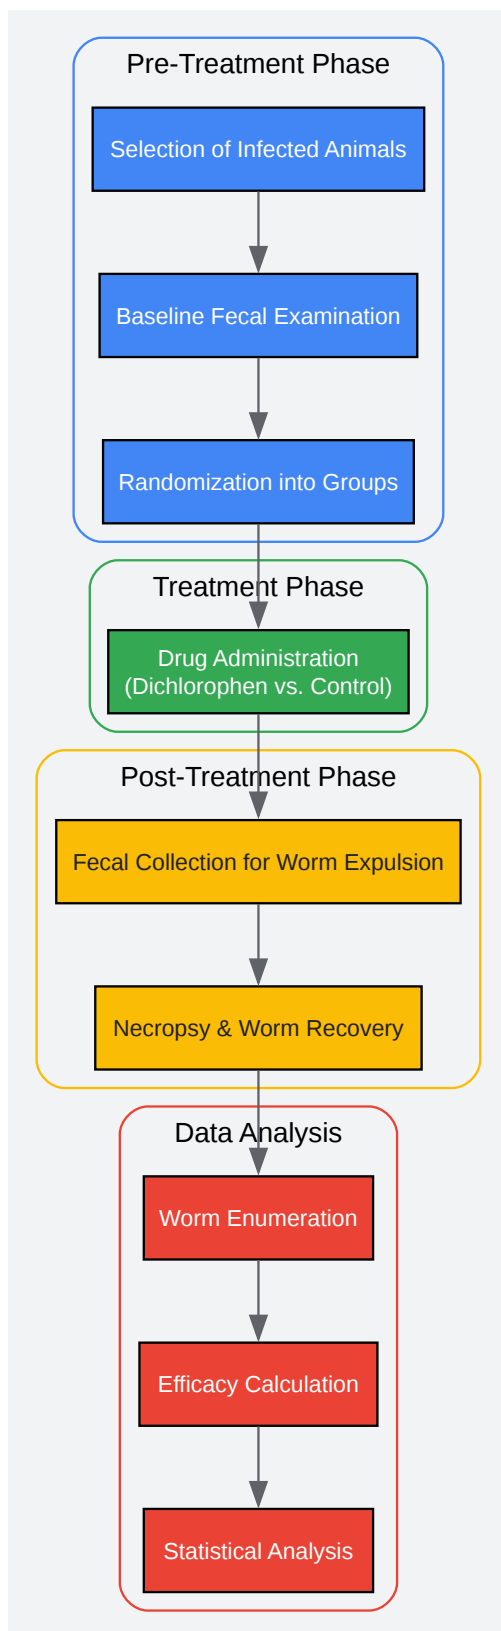 Pre-Treatment Phase
Selection of Infected Animals
Baseline Fecal Examination
Randomization into Groups
Treatment Phase
Drug Administration
(Dichlorophen vs. Control)
Post-Treatment Phase
Fecal Collection for Worm Expulsion
Necropsy & Worm Recovery
Data Analysis
Worm Enumeration
Efficacy Calculation
Statistical Analysis